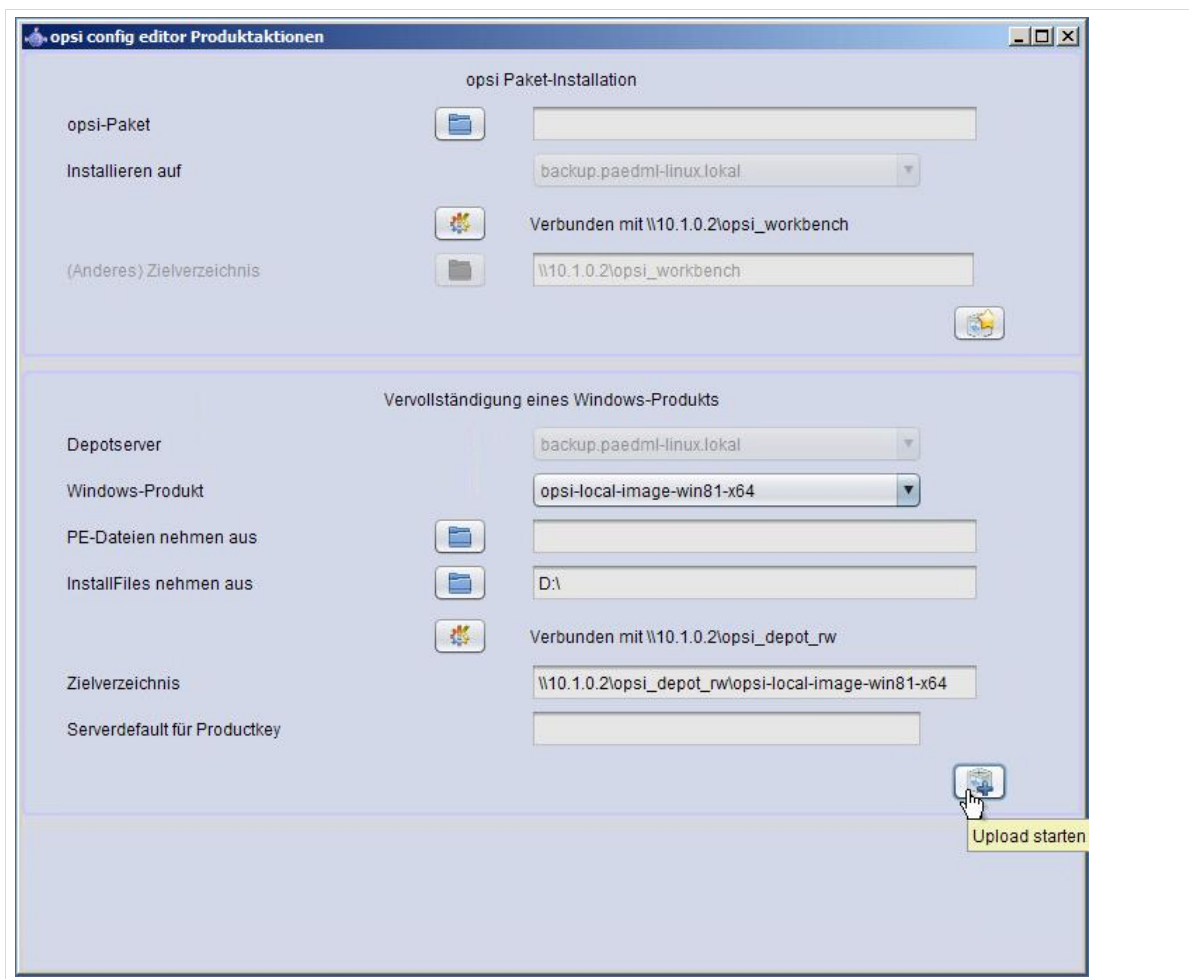 opsi config editor Produktaktionen
opsi Paket-Installation
opsi-Paket
Installieren auf backup.paedml-linux.lokal
Verbunden mit \\10.1.0.2\opsi_workbench
(Anderes) Zielverzeichnis \\10.1.0.2\opsi_workbench
Vervollständigung eines Windows-Produkts
Depotserver backup.paedml-linux.lokal
Windows-Produkt opsi-local-image-win81-x64
PE-Dateien nehmen aus
InstallFiles nehmen aus D:\
Verbunden mit \\10.1.0.2\opsi_depot_rw
Zielverzeichnis \\10.1.0.2\opsi_depot_rw\opsi-local-image-win81-x64
Serverdefault für Productkey
Upload starten